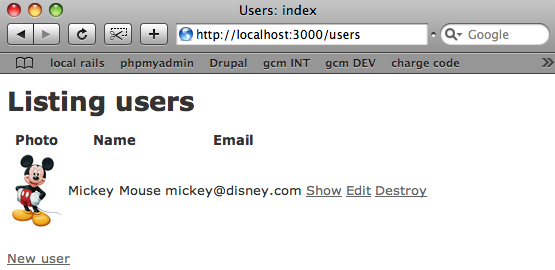 Users: index
http://localhost:3000/users
Google
local rails phpmyadmin Drupal gcm INT gcm DEV charge code
Listing users
Photo Name Email
Mickey Mouse mickey@disney.com Show Edit Destroy
New user